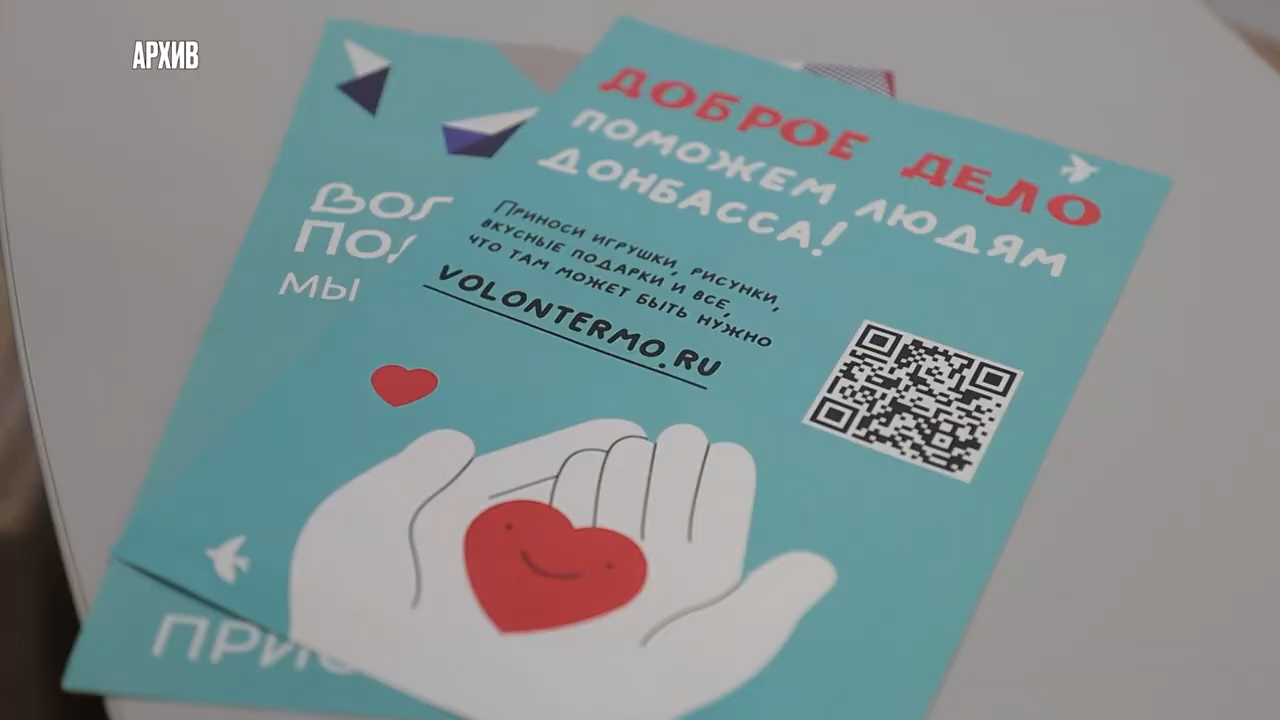 АРХИВ
ДОБРОЕ ДЕЛО
ПОМОЖЕМ ЛЮДЯМ
ДОНБАССА!
ПРИНОСИ ИГРУШКИ, РИСУНКИ,
ВКУСНЫЕ ПОДАРКИ И ВСЕ,
ЧТО ТАМ МОЖЕТ БЫТЬ НУЖНО
VOLONTERMO.RU
МЫ